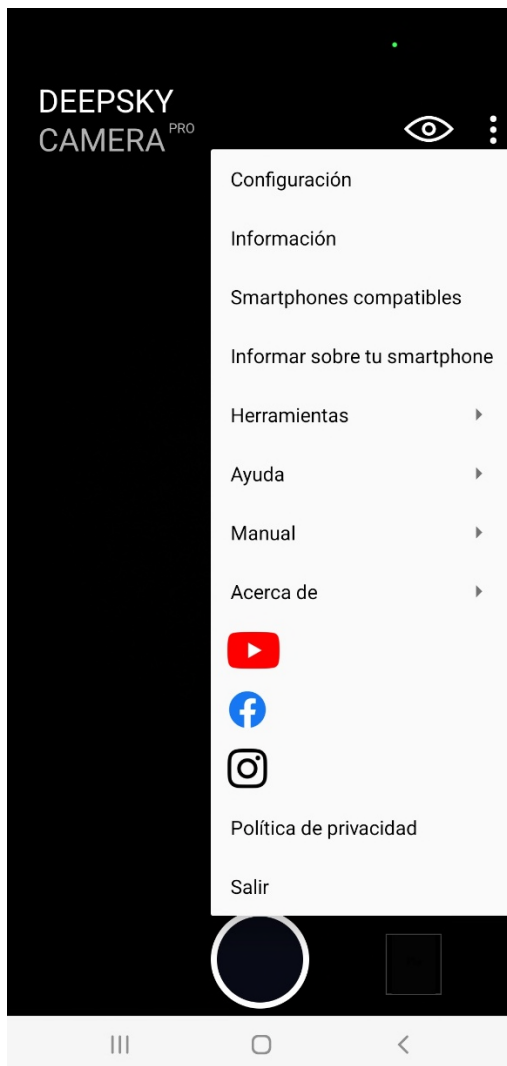 DEEPSKY
CAMERA PRO
Configuración
Información
Smartphones compatibles
Informar sobre tu smartphone
Herramientas
Ayuda
Manual
Acerca de
Política de privacidad
Salir